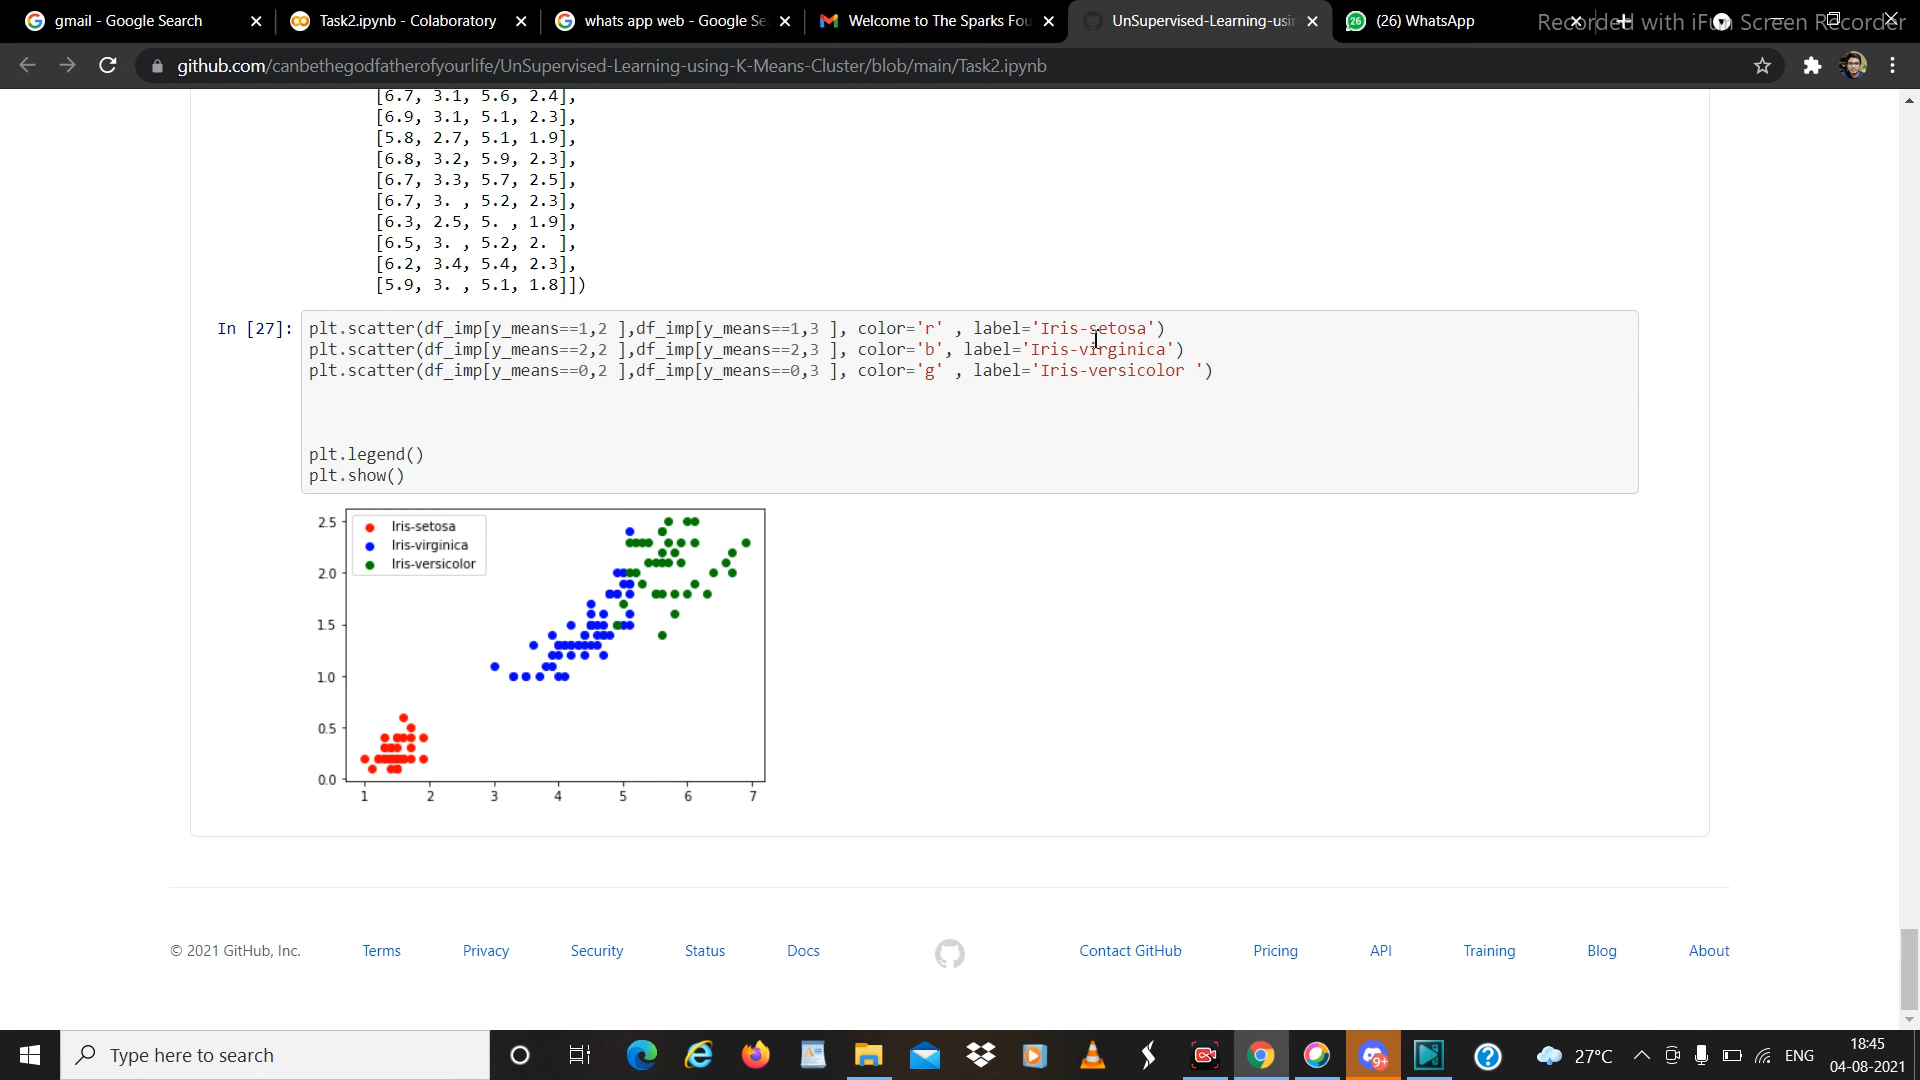 gmail - Google Search
Task2.ipynb - Colaboratory
whats app web - Google Se
Welcome to The Sparks Fou
UnSupervised-Learning-usin
26
(26) WhatsApp
Recorded with iFun Screen Recorder
github.com/canbethegodfatherofyourlife/UnSupervised-Learning-using-K-Means-Cluster/blob/main/Task2.ipynb
[6.7, 3.1, 5.6, 2.4],
[6.9, 3.1, 5.1, 2.3],
[5.8, 2.7, 5.1, 1.9],
[6.8, 3.2, 5.9, 2.3],
[6.7, 3.3, 5.7, 2.5],
[6.7, 3. , 5.2, 2.3],
[6.3, 2.5, 5. , 1.9],
[6.5, 3. , 5.2, 2. ],
[6.2, 3.4, 5.4, 2.3],
[5.9, 3. , 5.1, 1.8]])
In [27]: plt.scatter(df_imp[y_means==1,2 ],df_imp[y_means==1,3 ], color='r' , label='Iris-setosa')
plt.scatter(df_imp[y_means==2,2 ],df_imp[y_means==2,3 ], color='b', label='Iris-virginica')
plt.scatter(df_imp[y_means==0,2 ],df_imp[y_means==0,3 ], color='g' , label='Iris-versicolor ')
plt.legend()
plt.show()
2.5
2.0
1.5
1.0
0.5
0.0
Iris-setosa
Iris-virginica
Iris-versicolor
1 2 3 4 5 6 7
© 2021 GitHub, Inc. Terms Privacy Security Status Docs Contact GitHub Pricing API Training Blog About
Type here to search
9+
27°C
ENG
18:45
04-08-2021